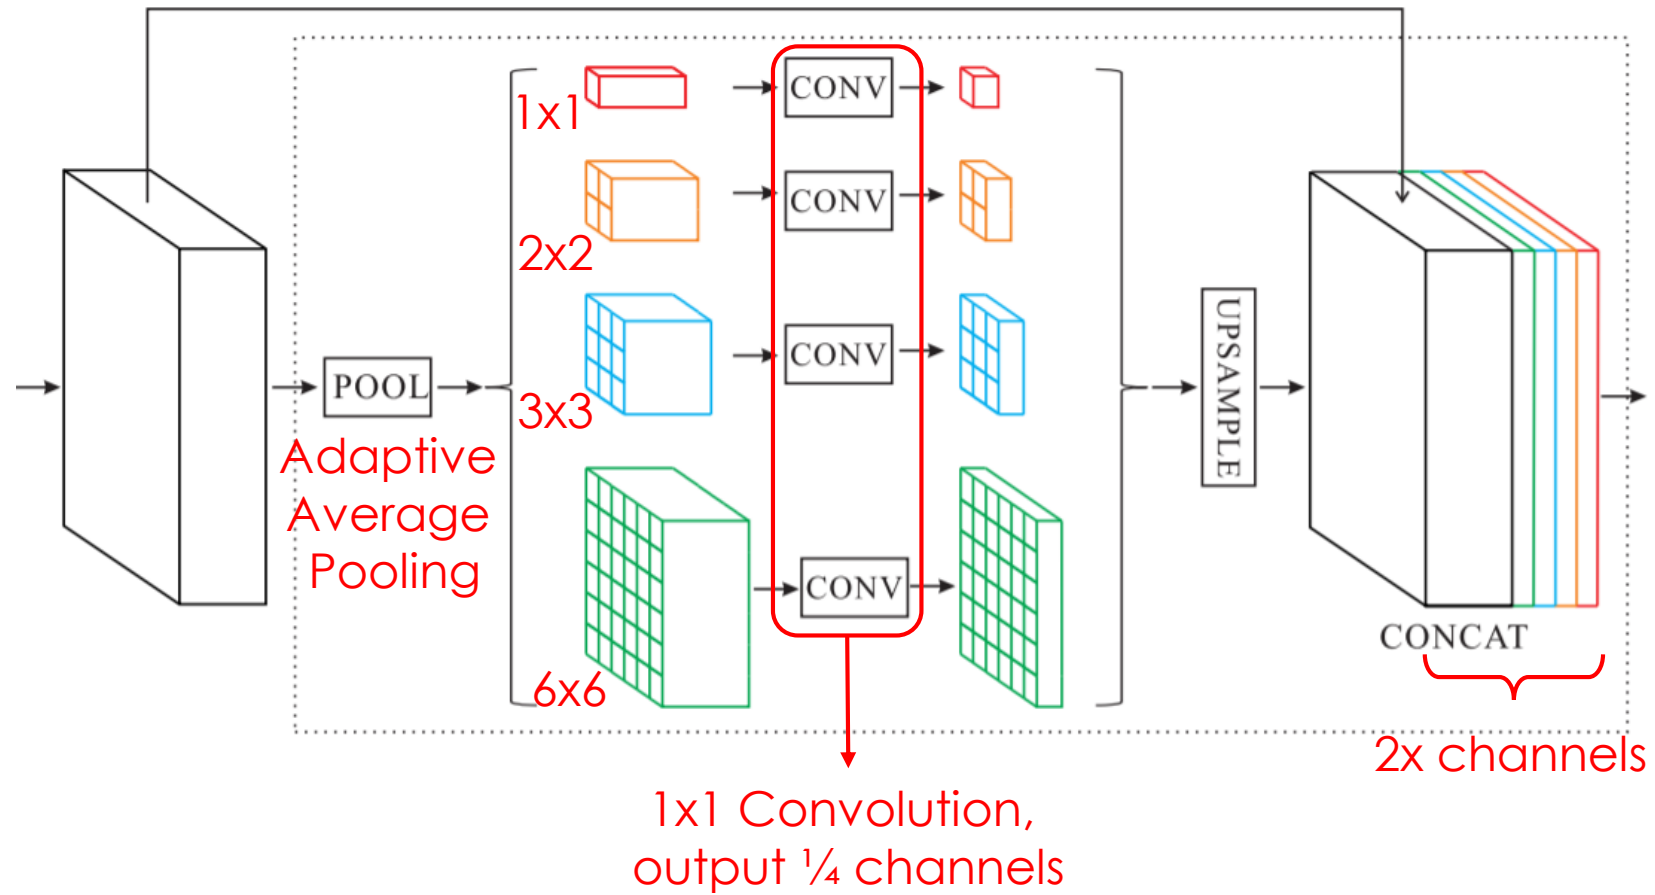 1x1
CONV
2x2
CONV
3x3
CONV
6x6
CONV
POOL
Adaptive
Average
Pooling
UPSAMPLE
CONCAT
2x channels
1x1 Convolution,
output ¼ channels